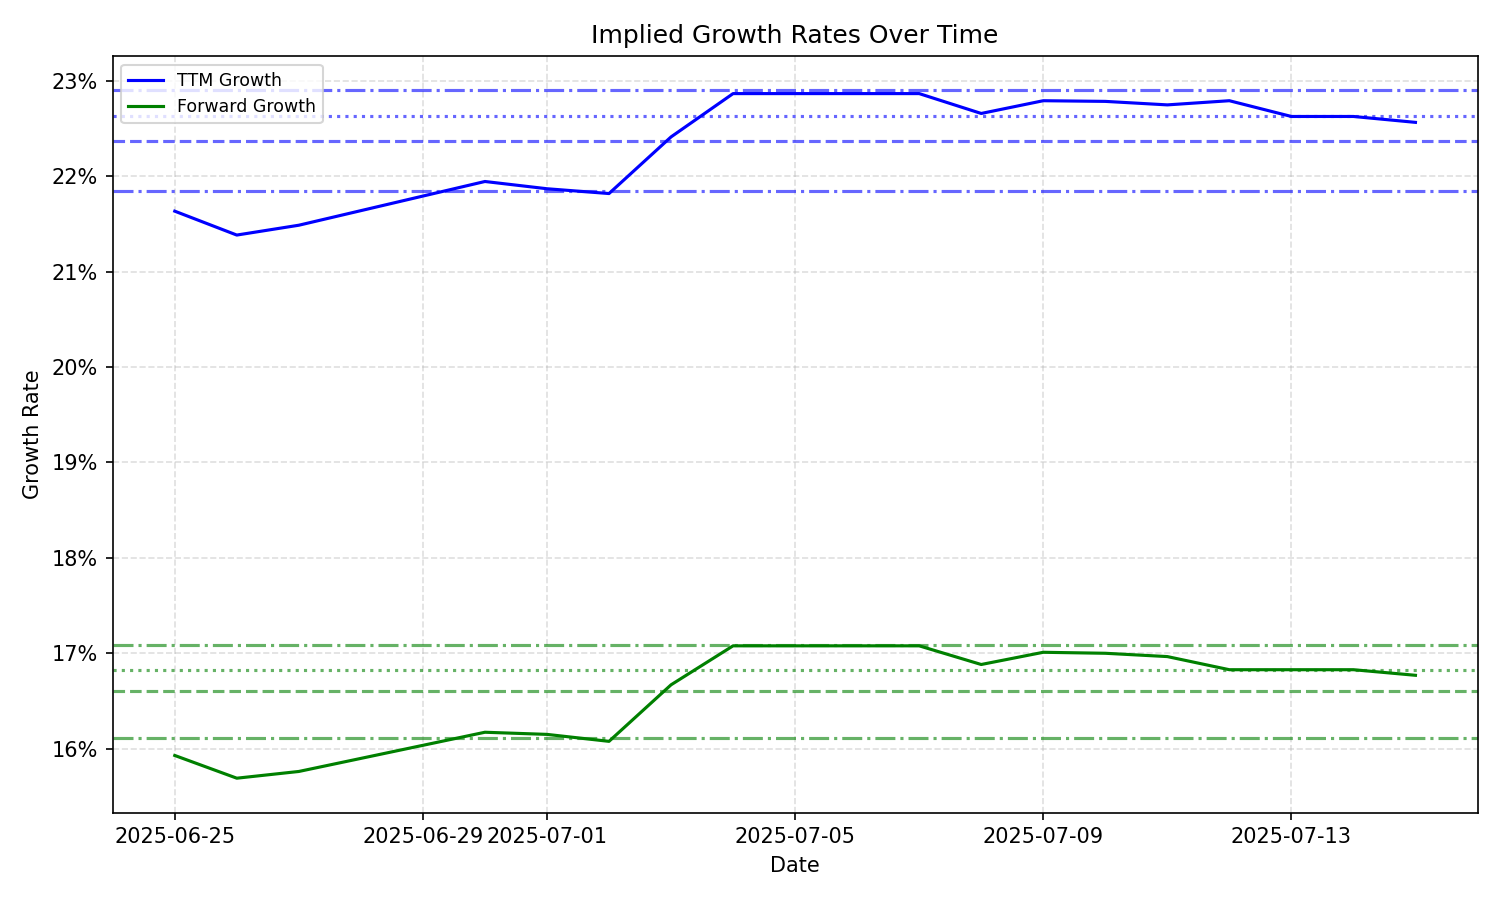 Implied Growth Rates Over Time
TTM Growth
Forward Growth
23%
22%
21%
20%
19%
18%
17%
16%
Growth Rate
2025-06-25 2025-06-29 2025-07-01 2025-07-05 2025-07-09 2025-07-13
Date